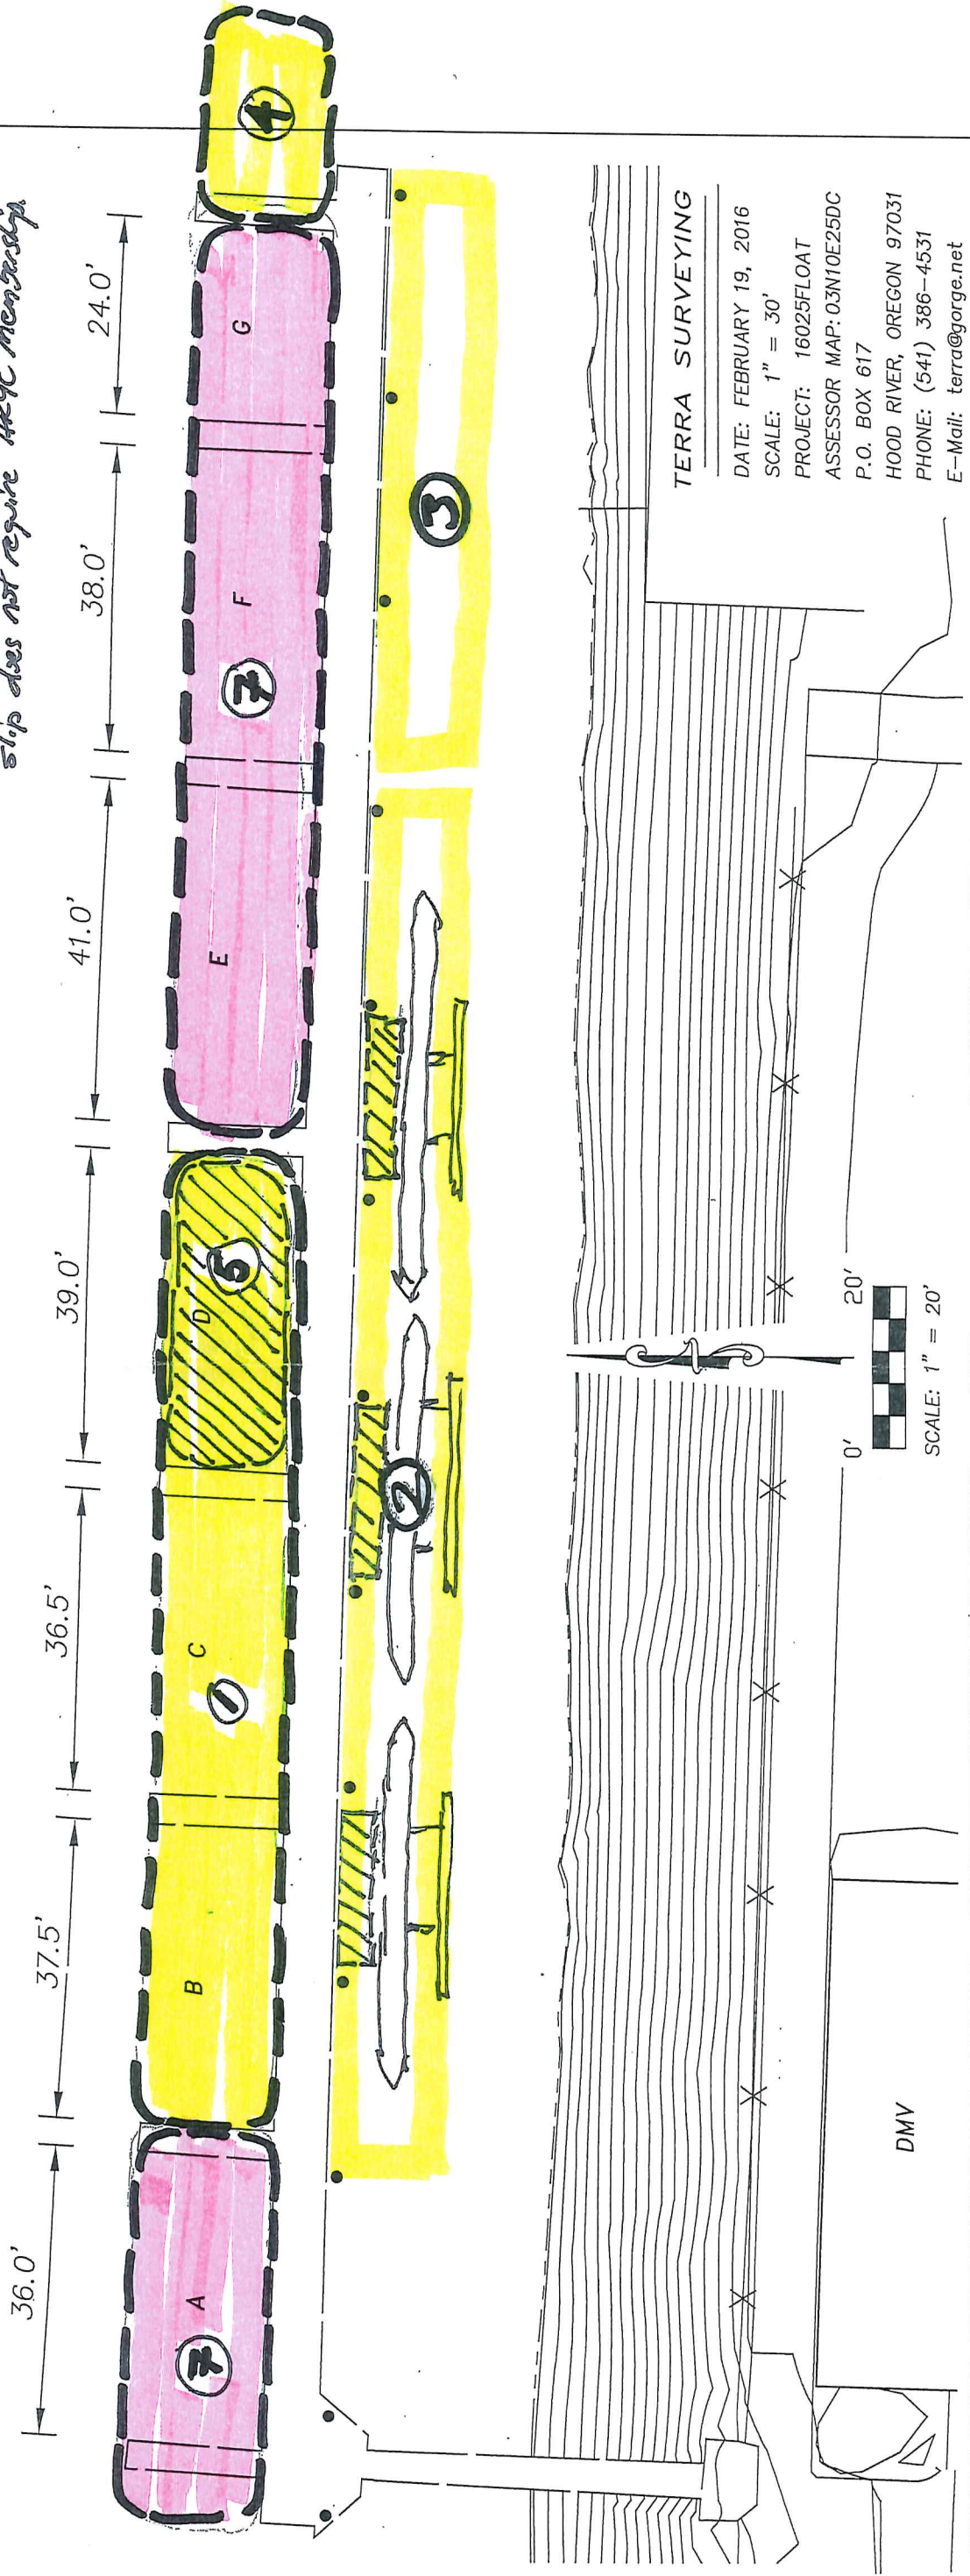 slip does not require HRYC membership.
36.0'
37.5'
36.5'
39.0'
41.0'
38.0'
24.0'
A
7
B
1
C
D
5
E
F
7
G
4
2
3
TERRA SURVEYING
DATE: FEBRUARY 19, 2016
SCALE: 1" = 30'
PROJECT: 16025FLOAT
ASSESSOR MAP: 03N10E25DC
P.O. BOX 617
HOOD RIVER, OREGON 97031
PHONE: (541) 386-4531
E-Mail: terra@gorge.net
0'
20'
SCALE: 1" = 20'
DMV